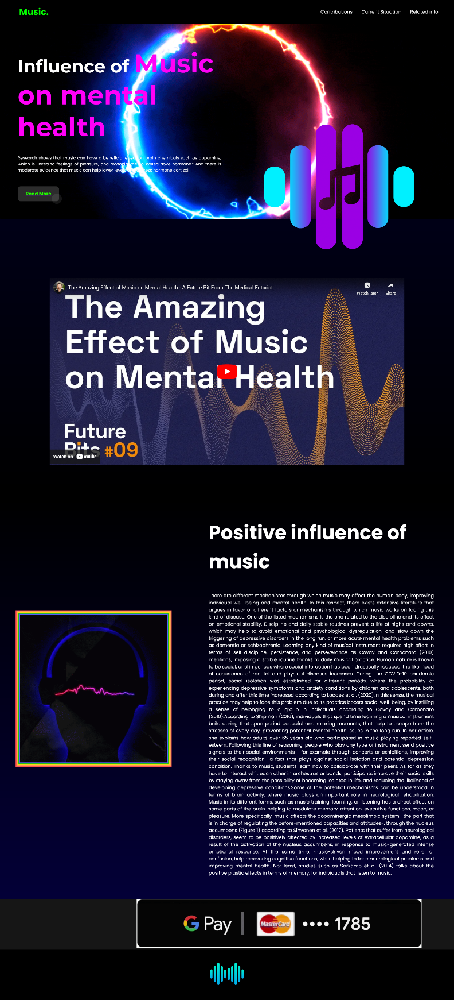 Music.
Contributions Current Situation Related info.
Influence of Music
on mental
health
Research shows that music can have a beneficial effect on brain chemicals such as dopamine,
which is linked to feelings of pleasure, and oxytocin, the so-called "love hormone." And there is
moderate evidence that music can help lower levels stress hormone cortisol.
Read More
The Amazing Effect of Music on Mental Health - A Future Bit From The Medical Futurist
Watch later
Share
The Amazing
Effect of Music
on Mental Health
Future
Bits #09
Watch on YouTube
Positive influence of
music
There are different mechanisms through which music may affect the human body, improving
individual well-being and mental health. In this respect, there exists extensive literature that
argues in favor of different factors or mechanisms through which music works on facing this
kind of disease. One of the listed mechanisms is the one related to the discipline and its effect
on emotional stability. Discipline and daily stable routines prevent a life of highs and downs,
which may help to avoid emotional and psychological dysregulation, and slow down the
triggering of depressive disorders in the long run, or more acute mental health problems such
as dementia or schizophrenia. Learning any kind of musical instrument requires high effort in
terms of self-discipline, persistence, and perseverance as Covay and Carbonaro (2010)
mentions, imposing a stable routine thanks to daily musical practice. Human nature is known
to be social, and in periods where social interaction has been drastically reduced, the likelihood
of occurrence of mental and physical diseases increases. During the COVID-19 pandemic
period, social isolation was established for different periods, where the probability of
experiencing depressive symptoms and anxiety conditions by children and adolescents, both
during and after this time increased according to Loades et al. (2020).In this sense, the musical
practice may help to face this problem due to its practice boosts social well-being, by instilling
a sense of belonging to a group in individuals according to Covay and Carbonaro
(2010).According to Shipman (2016), individuals that spend time learning a musical instrument
build during that span period peaceful and relaxing moments, that help to escape from the
stresses of every day, preventing potential mental health issues in the long run. In her article,
she explains how adults over 65 years old who participated in music playing reported self-
esteem. Following this line of reasoning, people who play any type of instrument send positive
signals to their social environments - for example through concerts or exhibitions, improving
their social recognition- a fact that plays against social isolation and potential depression
condition. Thanks to music, students learn how to collaborate with their peers. As far as they
have to interact whit each other in orchestras or bands, participants improve their social skills
by staying away from the possibility of becoming isolated in life, and reducing the likelihood of
developing depressive conditions.Some of the potential mechanisms can be understood in
terms of brain activity, where music plays an important role in neurological rehabilitation.
Music in its different forms, such as music training, learning, or listening has a direct effect on
some parts of the brain, helping to modulate memory, attention, executive functions, mood, or
pleasure. More specifically, music affects the dopaminergic mesolimbic system -the part that
is in charge of regulating the before-mentioned capacities.and attitudes-, through the nucleus
accumbens (Figure 1) according to Sihvonen et al. (2017). Patients that suffer from neurological
disorders, seem to be positively affected by increased levels of extracellular dopamine, as a
result of the activation of the nucleus accumbens, in response to music-generated intense
emotional response. At the same time, music-driven mood improvement and relief of
confusion, help recovering cognitive functions, while helping to face neurological problems and
improving mental health. Not least, studies such as Särkämö et al. (2014) talks about the
positive plastic effects in terms of memory, for individuals that listen to music.
G Pay | MasterCard •••• 1785